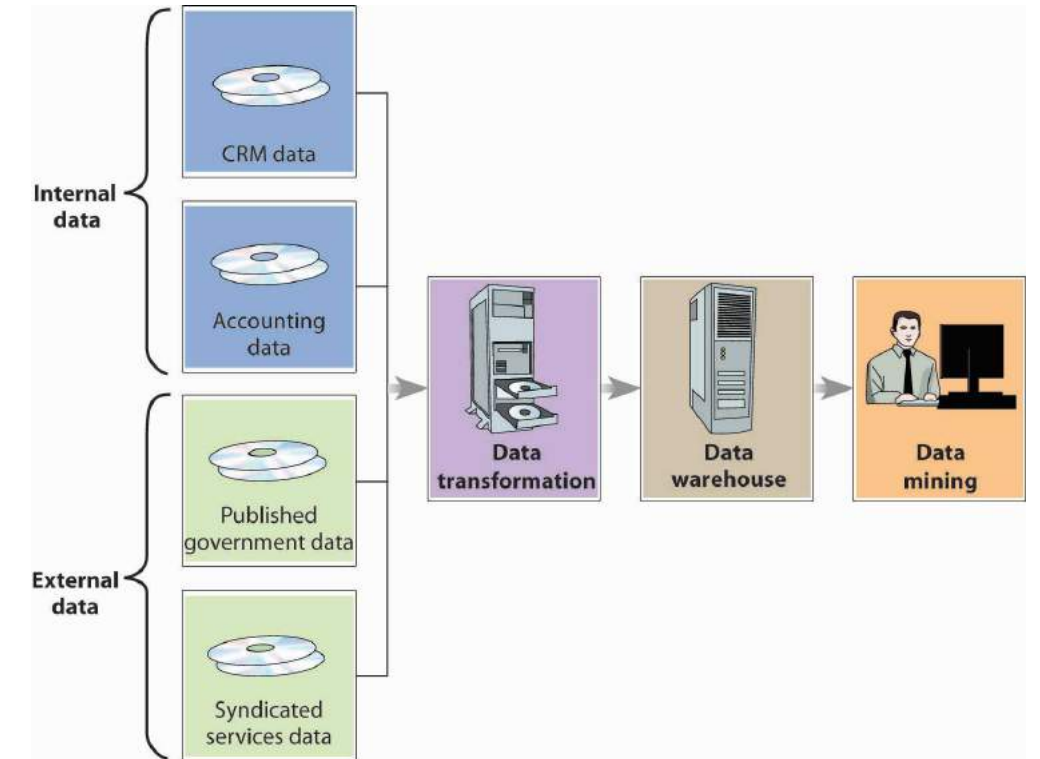 CRM data
Internal
data
Accounting
data
Published
government data
External
data
Syndicated
services data
Data
transformation
Data
warehouse
Data
mining